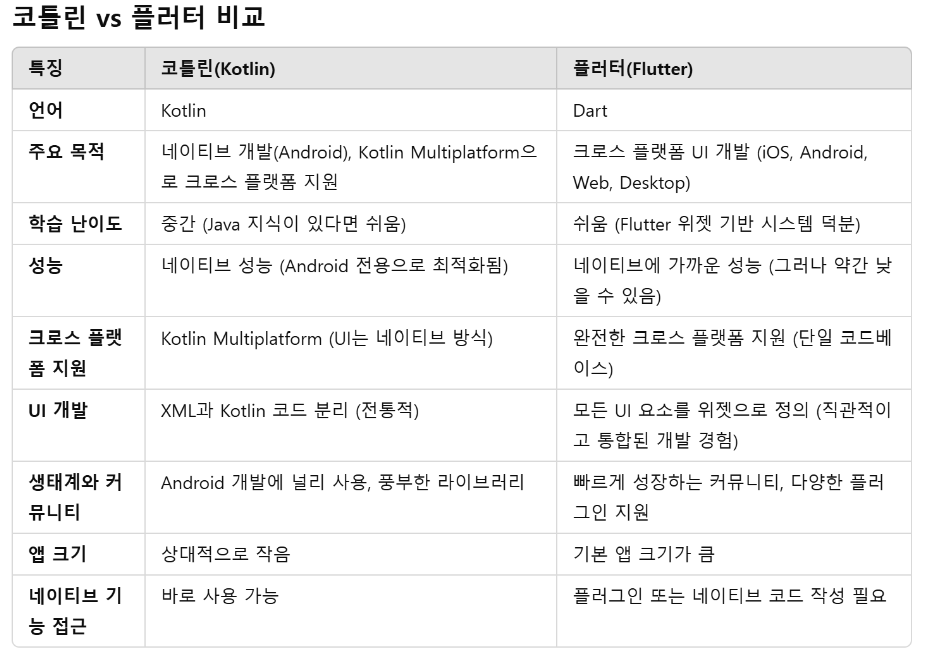 코틀린 vs 플러터 비교
특징
코틀린(Kotlin)
플러터(Flutter)
언어
Kotlin
Dart
주요 목적
네이티브 개발(Android), Kotlin Multiplatform으
로 크로스 플랫폼 지원
크로스 플랫폼 UI 개발 (iOS, Android,
Web, Desktop)
학습 난이도
중간 (Java 지식이 있다면 쉬움)
쉬움 (Flutter 위젯 기반 시스템 덕분)
성능
네이티브 성능 (Android 전용으로 최적화됨)
네이티브에 가까운 성능 (그러나 약간 낮
을 수 있음)
크로스 플랫
폼 지원
Kotlin Multiplatform (UI는 네이티브 방식)
완전한 크로스 플랫폼 지원 (단일 코드베
이스)
UI 개발
XML과 Kotlin 코드 분리 (전통적)
모든 UI 요소를 위젯으로 정의 (직관적이
고 통합된 개발 경험)
생태계와 커
뮤니티
Android 개발에 널리 사용, 풍부한 라이브러리
빠르게 성장하는 커뮤니티, 다양한 플러
그인 지원
앱 크기
상대적으로 작음
기본 앱 크기가 큼
네이티브 기
능 접근
바로 사용 가능
플러그인 또는 네이티브 코드 작성 필요